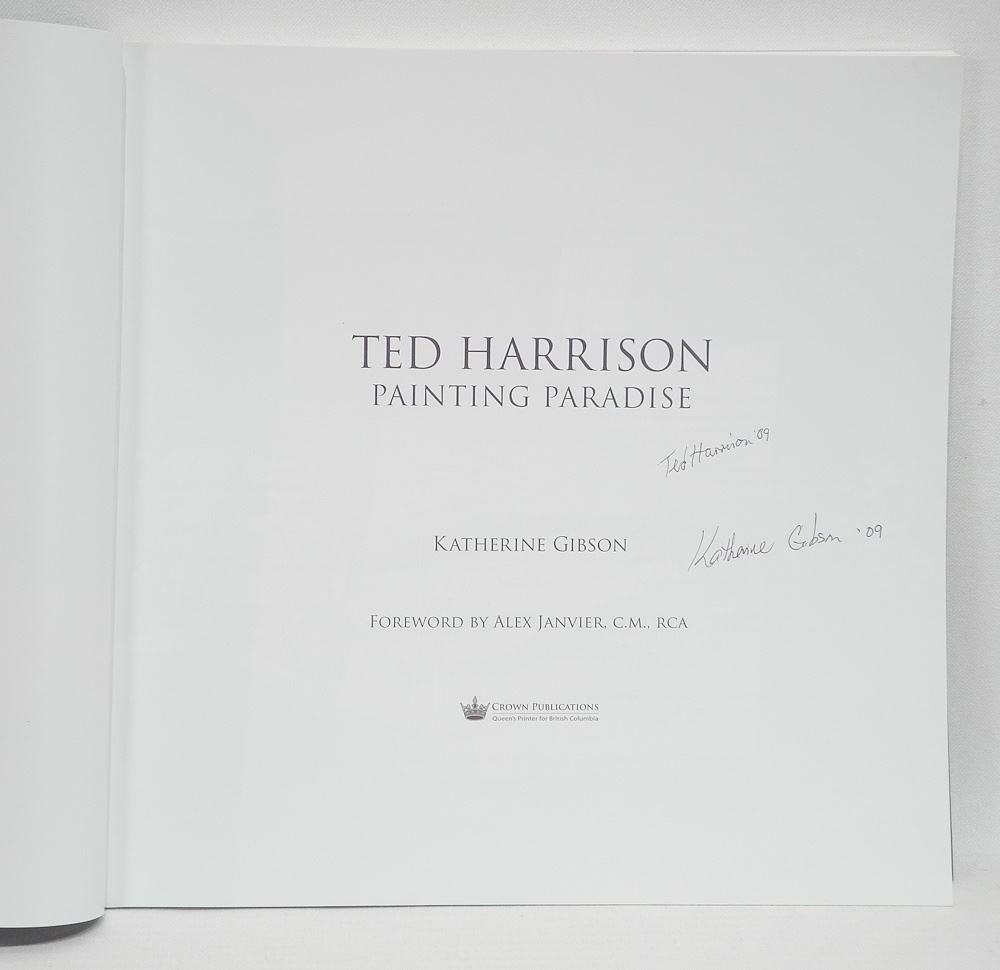 TED HARRISON
PAINTING PARADISE
Ted Harrison '09
KATHERINE GIBSON
Katherine Gibson '09
FOREWORD BY ALEX JANVIER, C.M., RCA
CROWN PUBLICATIONS
Queen's Printer for British Columbia